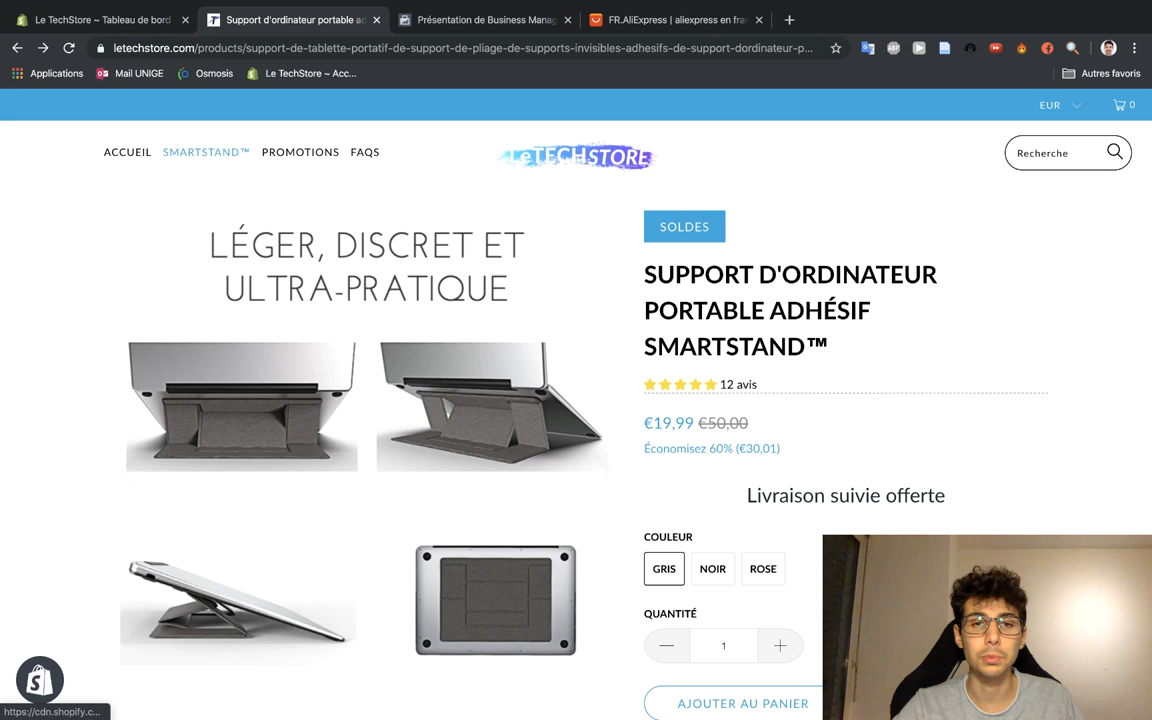 Le TechStore ~ Tableau de bord
Support d'ordinateur portable ad
Présentation de Business Manag
FR.AliExpress | aliexpress en fran
letechstore.com/products/support-de-tablette-portatif-de-support-de-pliage-de-supports-invisibles-adhesifs-de-support-dordinateur-p...
ABP
Applications
Mail UNIGE
Osmosis
Le TechStore ~ Acc...
Autres favoris
EUR
0
ACCUEIL
SMARTSTAND™
PROMOTIONS
FAQS
LeTECHSTORE
Recherche
LÉGER, DISCRET ET
ULTRA-PRATIQUE
SOLDES
SUPPORT D'ORDINATEUR
PORTABLE ADHÉSIF
SMARTSTAND™
12 avis
€19,99 €50,00
Économisez 60% (€30,01)
Livraison suivie offerte
COULEUR
GRIS
NOIR
ROSE
QUANTITÉ
1
AJOUTER AU PANIER
https://cdn.shopify.c...